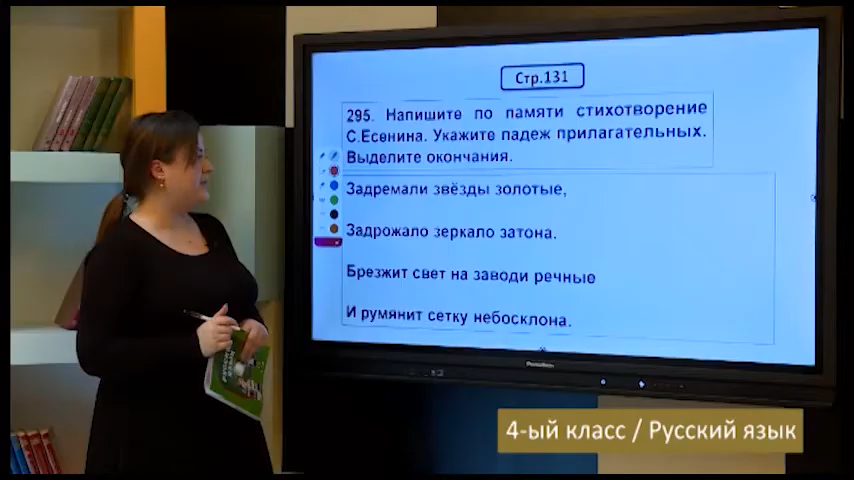 Стр.131
295. Напишите по памяти стихотворение
С.Есенина. Укажите падеж прилагательных.
Выделите окончания.
Задремали звёзды золотые,
Задрожало зеркало затона.
Брезжит свет на заводи речные
И румянит сетку небосклона.
4-ый класс / Русский язык